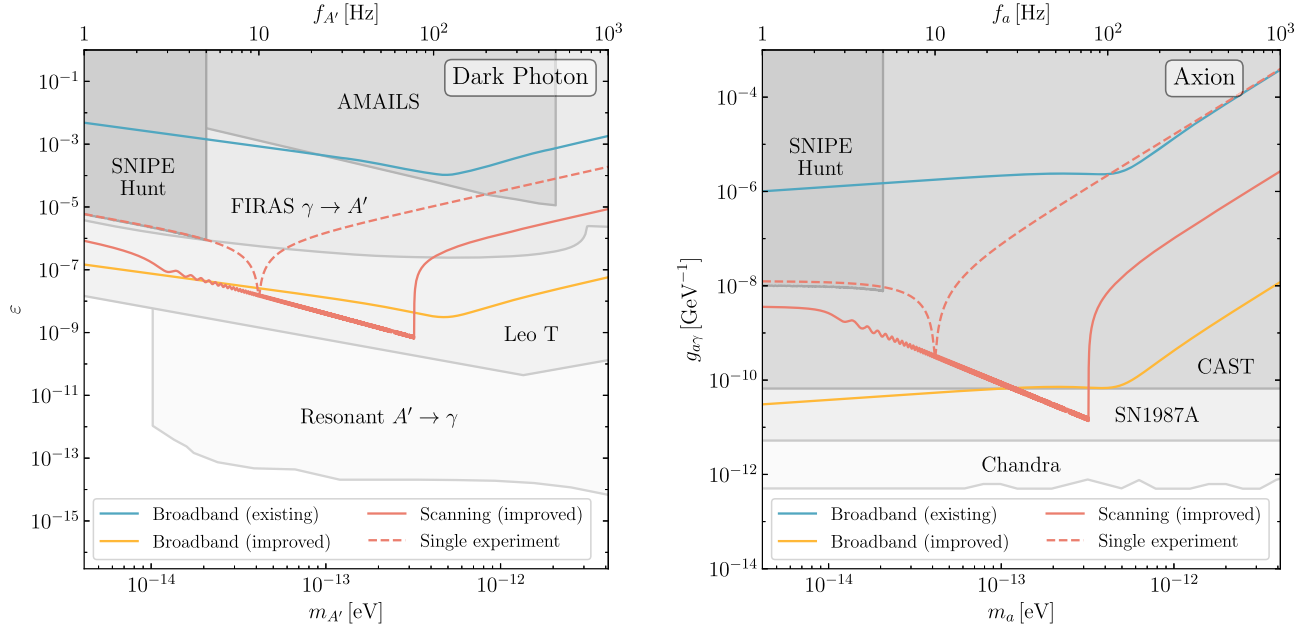 f_{A'} [Hz]
1 10^1 10^2 10^3
Dark Photon
AMAILS
SNIPE
Hunt
FIRAS γ → A'
Leo T
Resonant A' → γ
10^{-1}
10^{-3}
10^{-5}
10^{-7}
10^{-9}
10^{-11}
10^{-13}
10^{-15}
ε
Broadband (existing)
Broadband (improved)
Scanning (improved)
Single experiment
10^{-14} 10^{-13} 10^{-12}
m_{A'} [eV]
f_a [Hz]
1 10^1 10^2 10^3
Axion
SNIPE
Hunt
CAST
SN1987A
Chandra
10^{-4}
10^{-6}
10^{-8}
10^{-10}
10^{-12}
10^{-14}
g_{aγ} [GeV^{-1}]
Broadband (existing)
Broadband (improved)
Scanning (improved)
Single experiment
10^{-14} 10^{-13} 10^{-12}
m_a [eV]